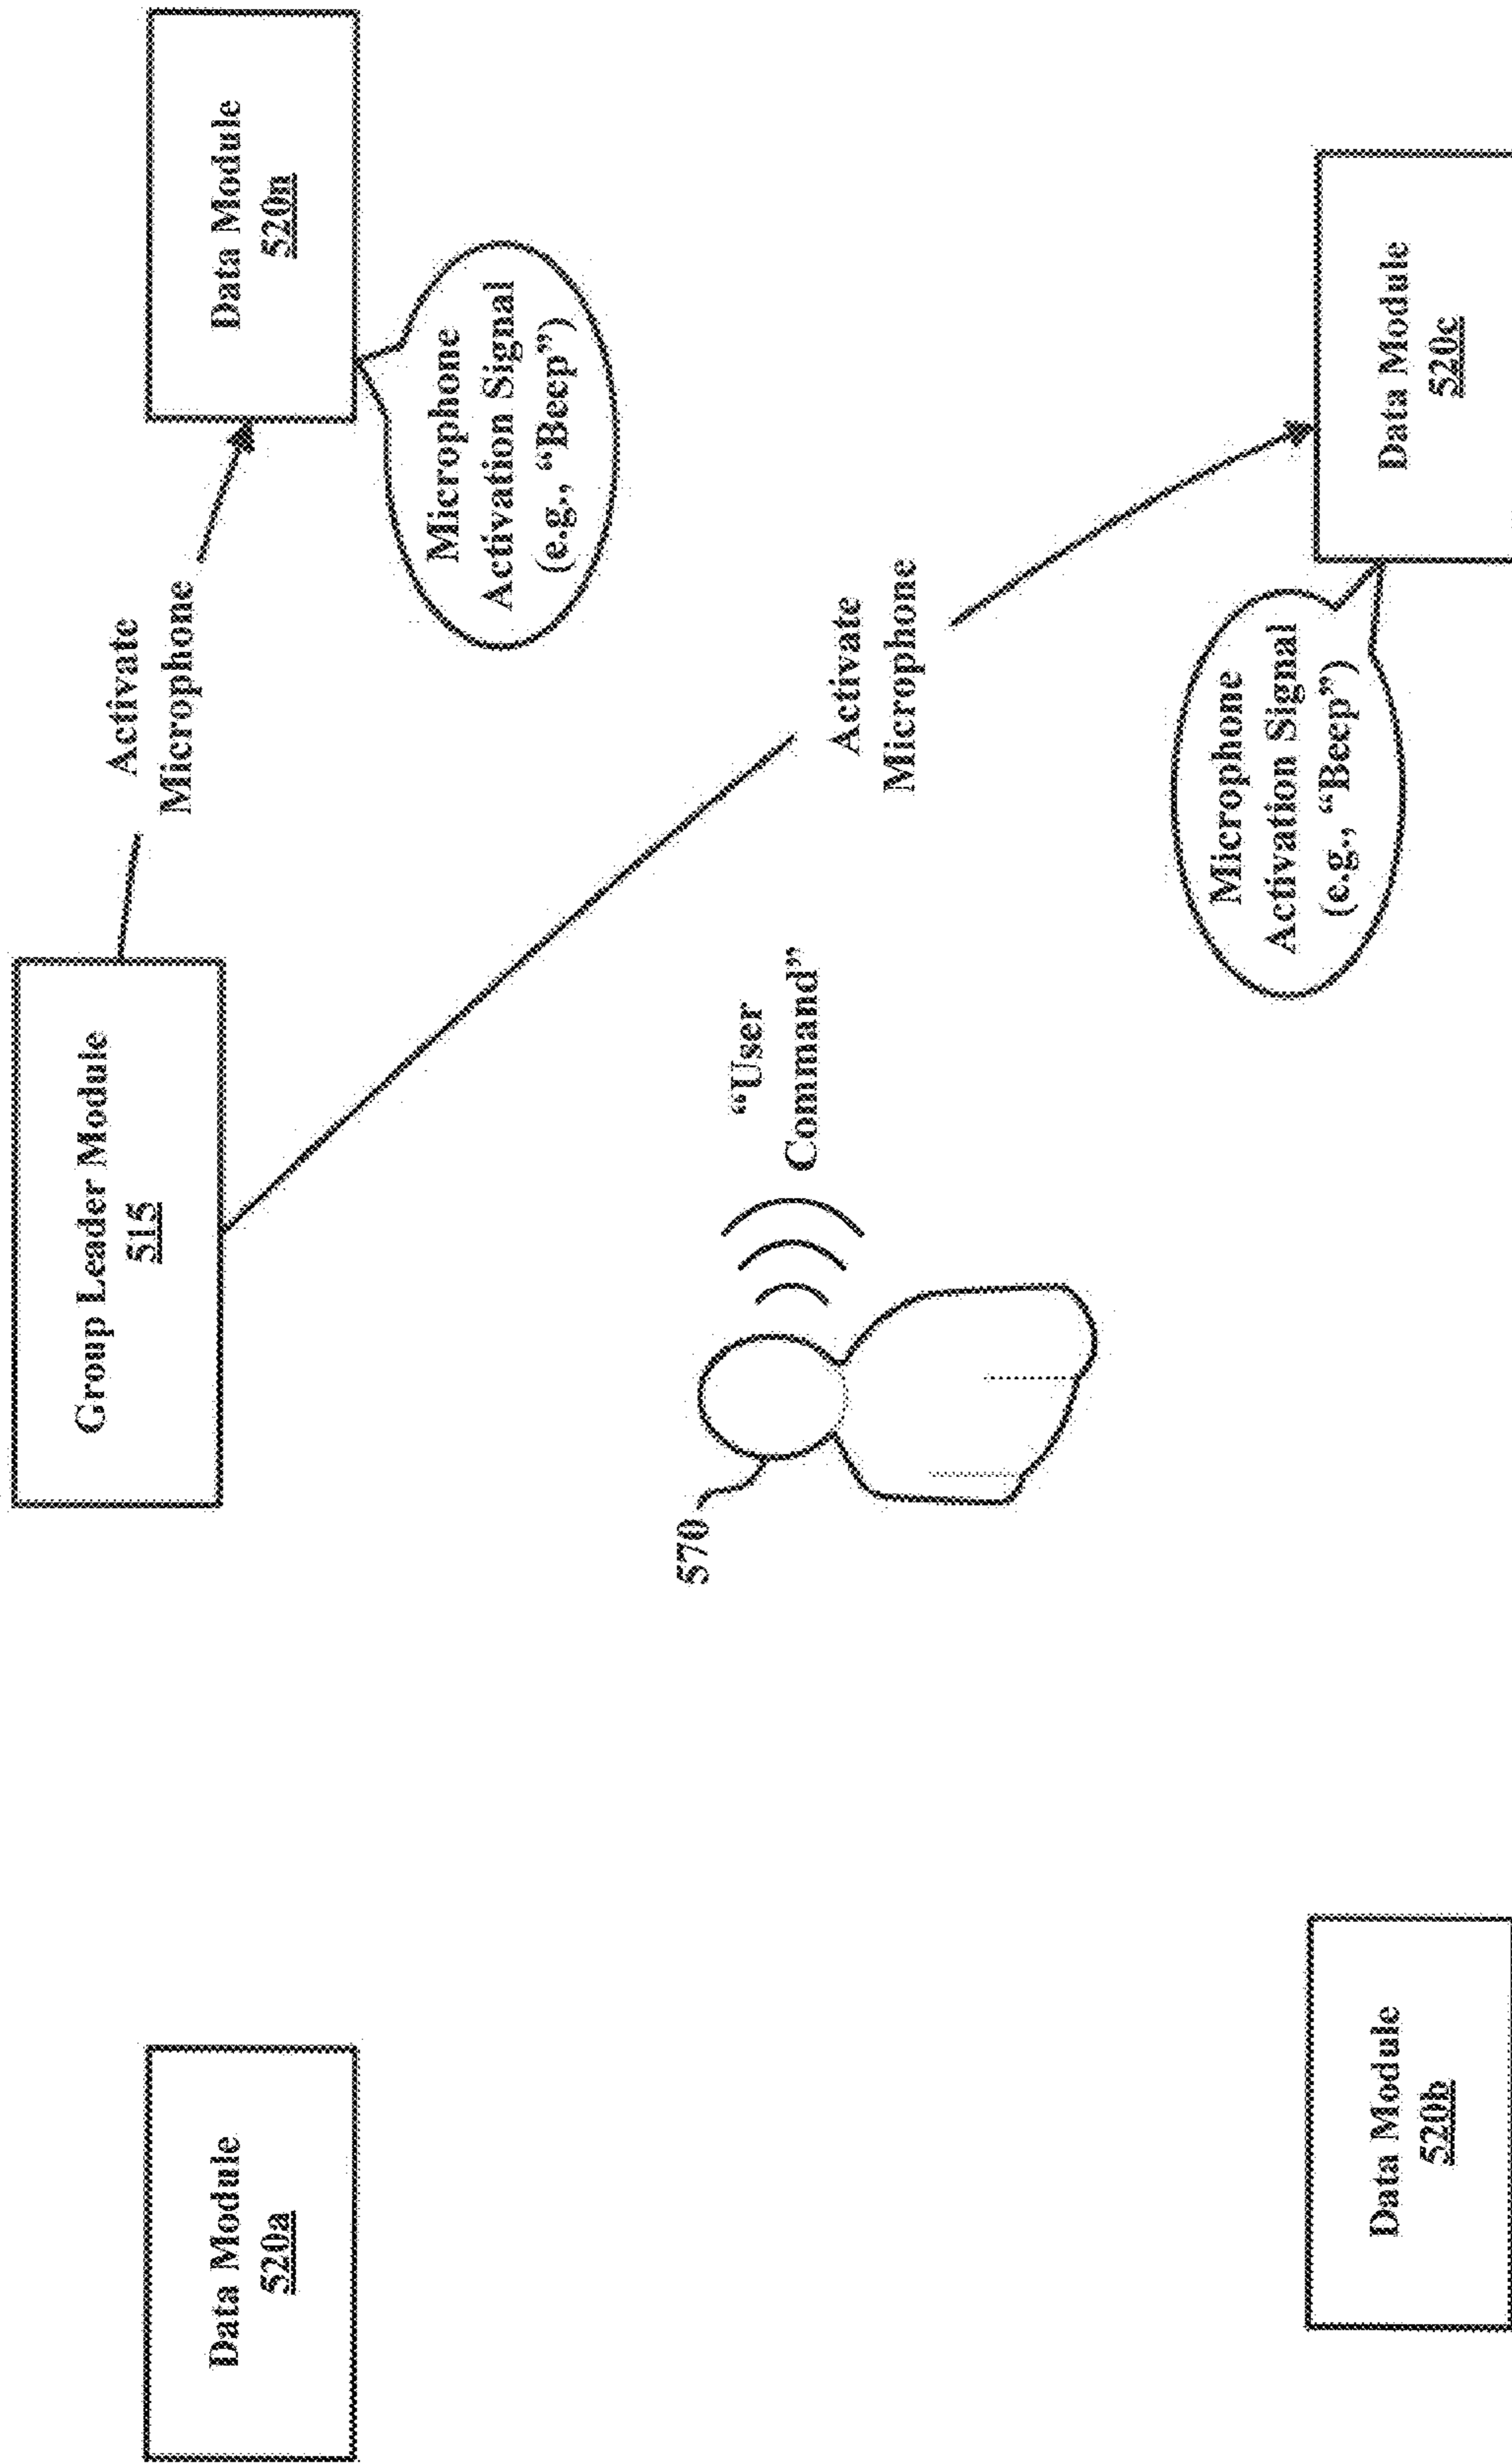 Group Leader Module
515
Data Module
520a
Activate
Microphone
Data Module
520n
Microphone
Activation Signal
(e.g., “Beep”)
570
“User
Command”
Activate
Microphone
Microphone
Activation Signal
(e.g., “Beep”)
Data Module
520b
Data Module
520c